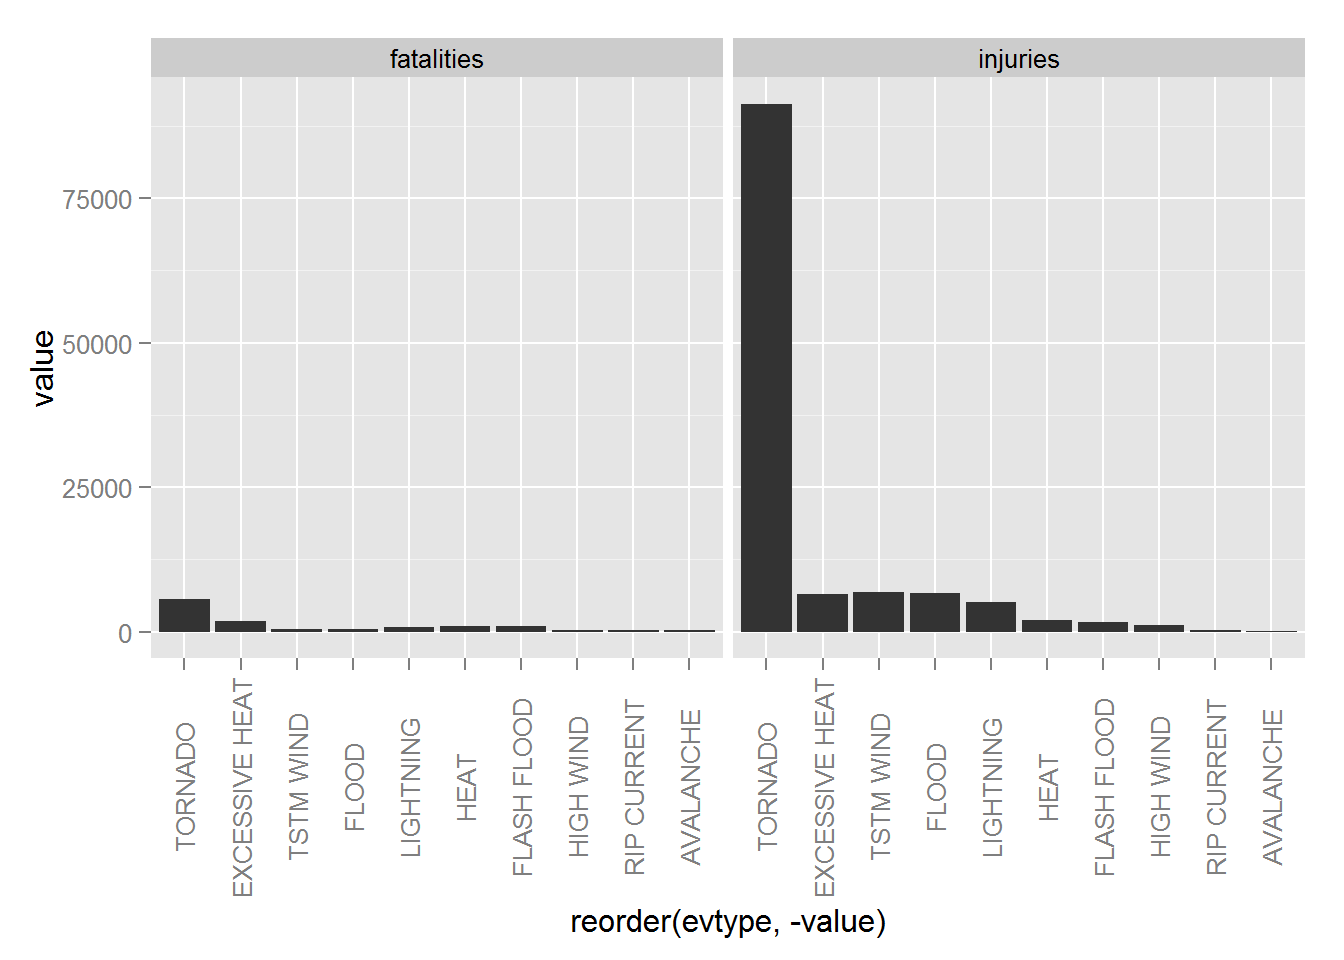 fatalities
injuries
value
75000
50000
25000
0
TORNADO
EXCESSIVE HEAT
TSTM WIND
FLOOD
LIGHTNING
HEAT
FLASH FLOOD
HIGH WIND
RIP CURRENT
AVALANCHE
TORNADO
EXCESSIVE HEAT
TSTM WIND
FLOOD
LIGHTNING
HEAT
FLASH FLOOD
HIGH WIND
RIP CURRENT
AVALANCHE
reorder(evtype, -value)